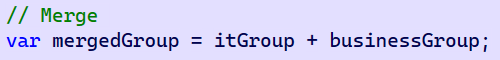 // Merge
var mergedGroup = itGroup + businessGroup;